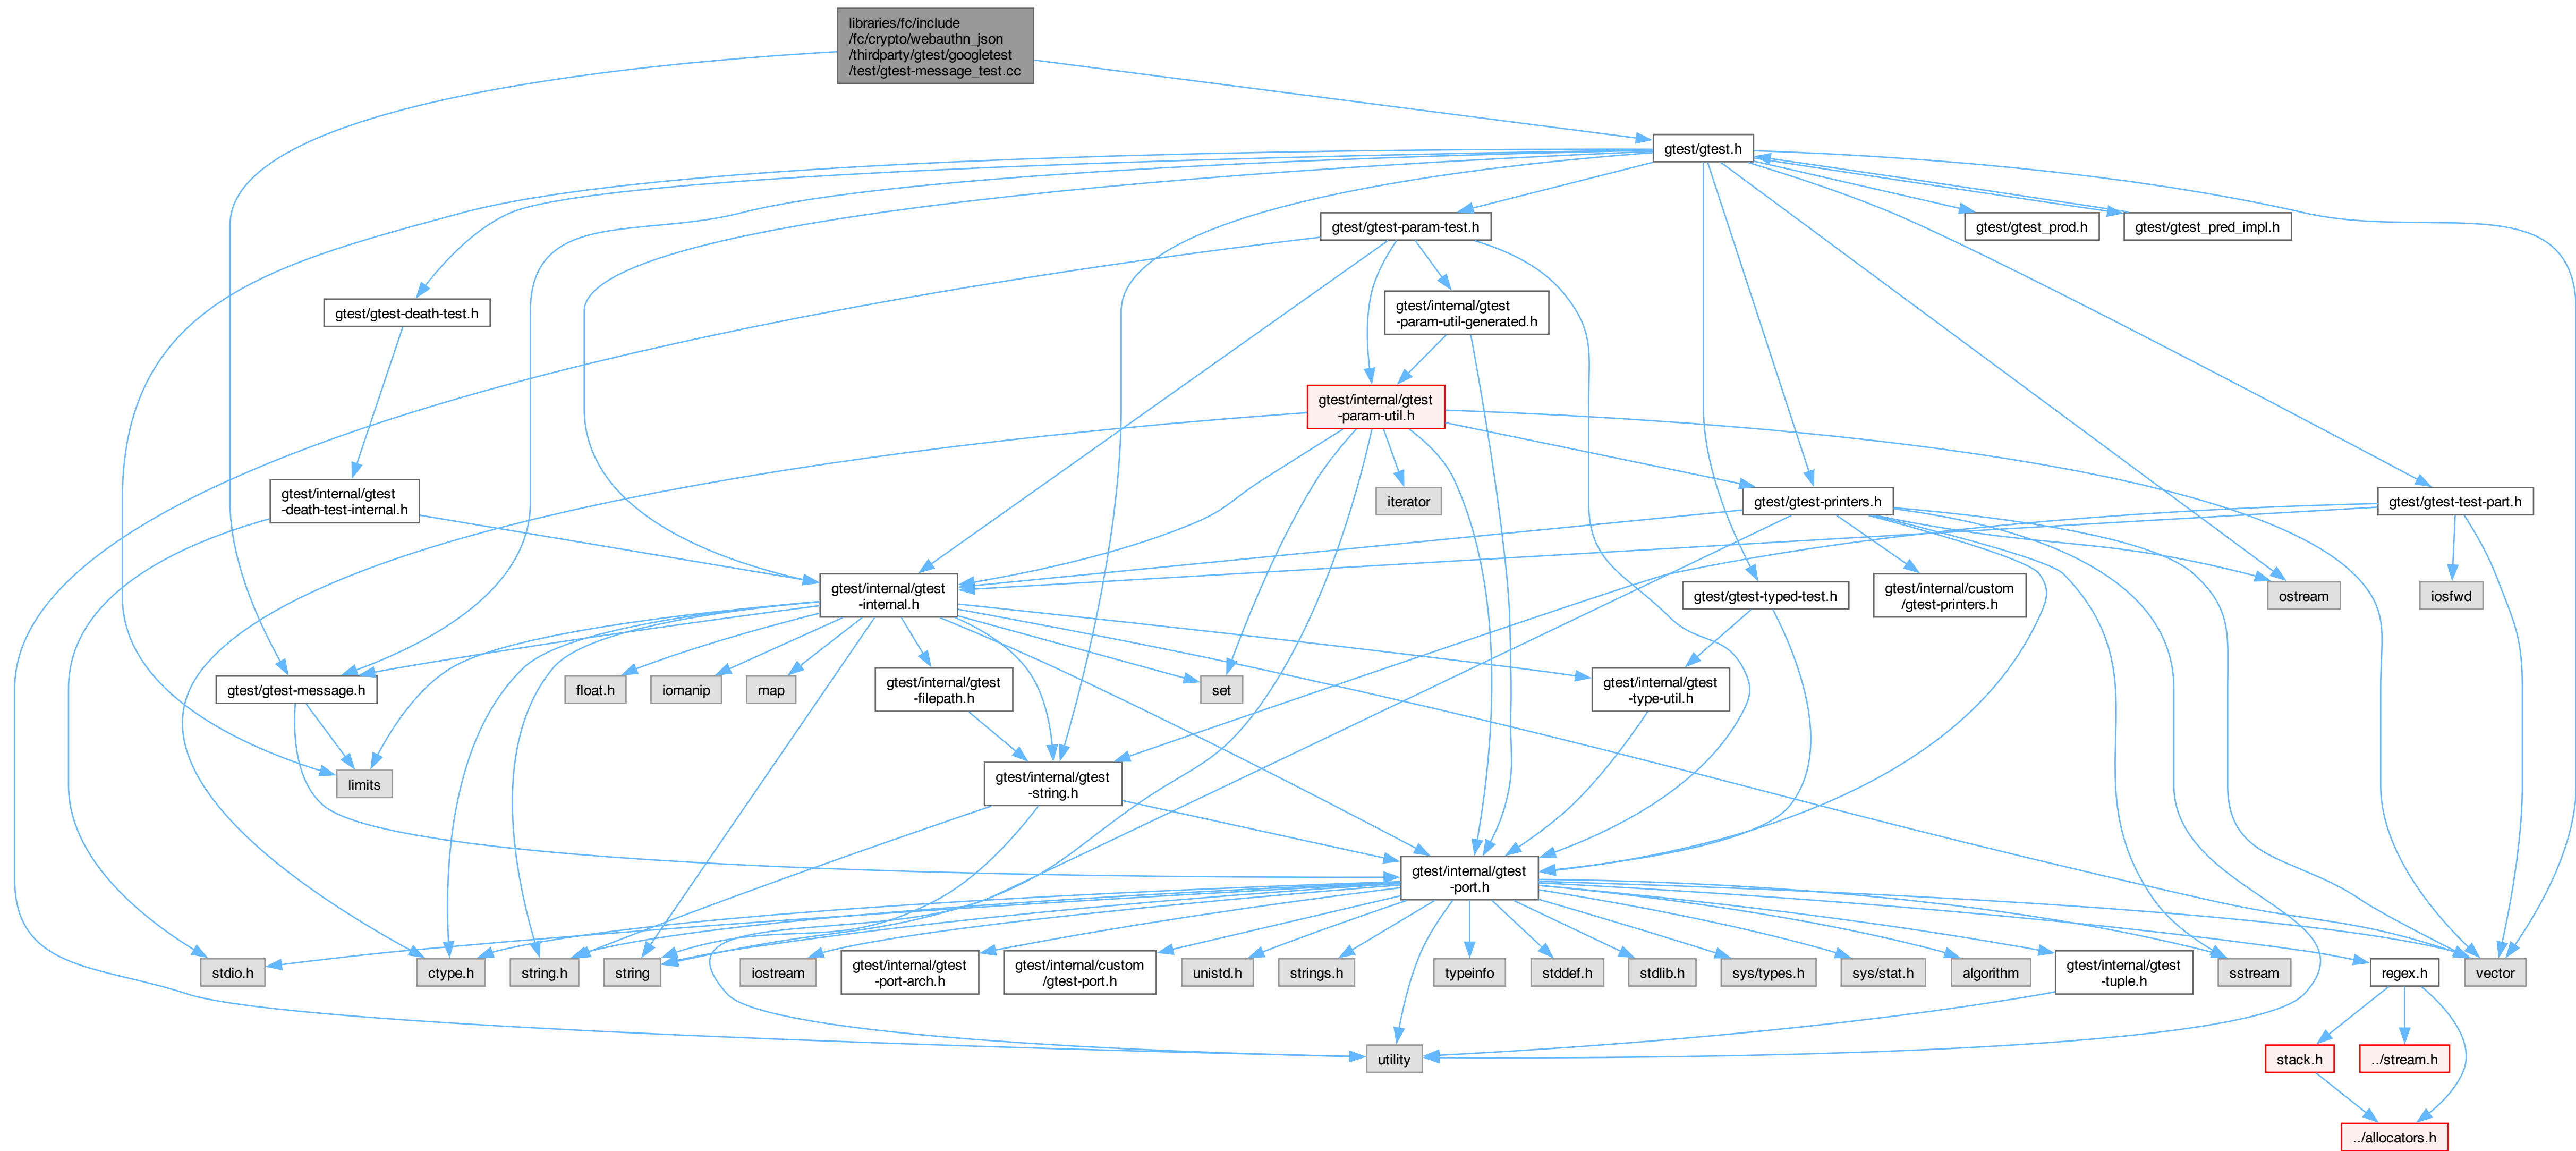 libraries/fc/include
/fc/crypto/webauthn_json
/thirdparty/gtest/googletest
/test/gtest-message_test.cc
gtest/gtest.h
gtest/gtest-param-test.h
gtest/gtest_prod.h
gtest/gtest_pred_impl.h
gtest/gtest-death-test.h
gtest/internal/gtest
-param-util-generated.h
gtest/internal/gtest
-param-util.h
gtest/internal/gtest
-death-test-internal.h
iterator
gtest/gtest-printers.h
gtest/gtest-test-part.h
gtest/internal/gtest
-internal.h
gtest/gtest-typed-test.h
gtest/internal/custom
/gtest-printers.h
ostream
iosfwd
gtest/gtest-message.h
float.h
iomanip
map
gtest/internal/gtest
-filepath.h
set
gtest/internal/gtest
-type-util.h
limits
gtest/internal/gtest
-string.h
gtest/internal/gtest
-port.h
stdio.h
ctype.h
string.h
string
iostream
gtest/internal/gtest
-port-arch.h
gtest/internal/custom
/gtest-port.h
unistd.h
strings.h
typeinfo
stddef.h
stdlib.h
sys/types.h
sys/stat.h
algorithm
gtest/internal/gtest
-tuple.h
sstream
regex.h
vector
utility
stack.h
../stream.h
../allocators.h